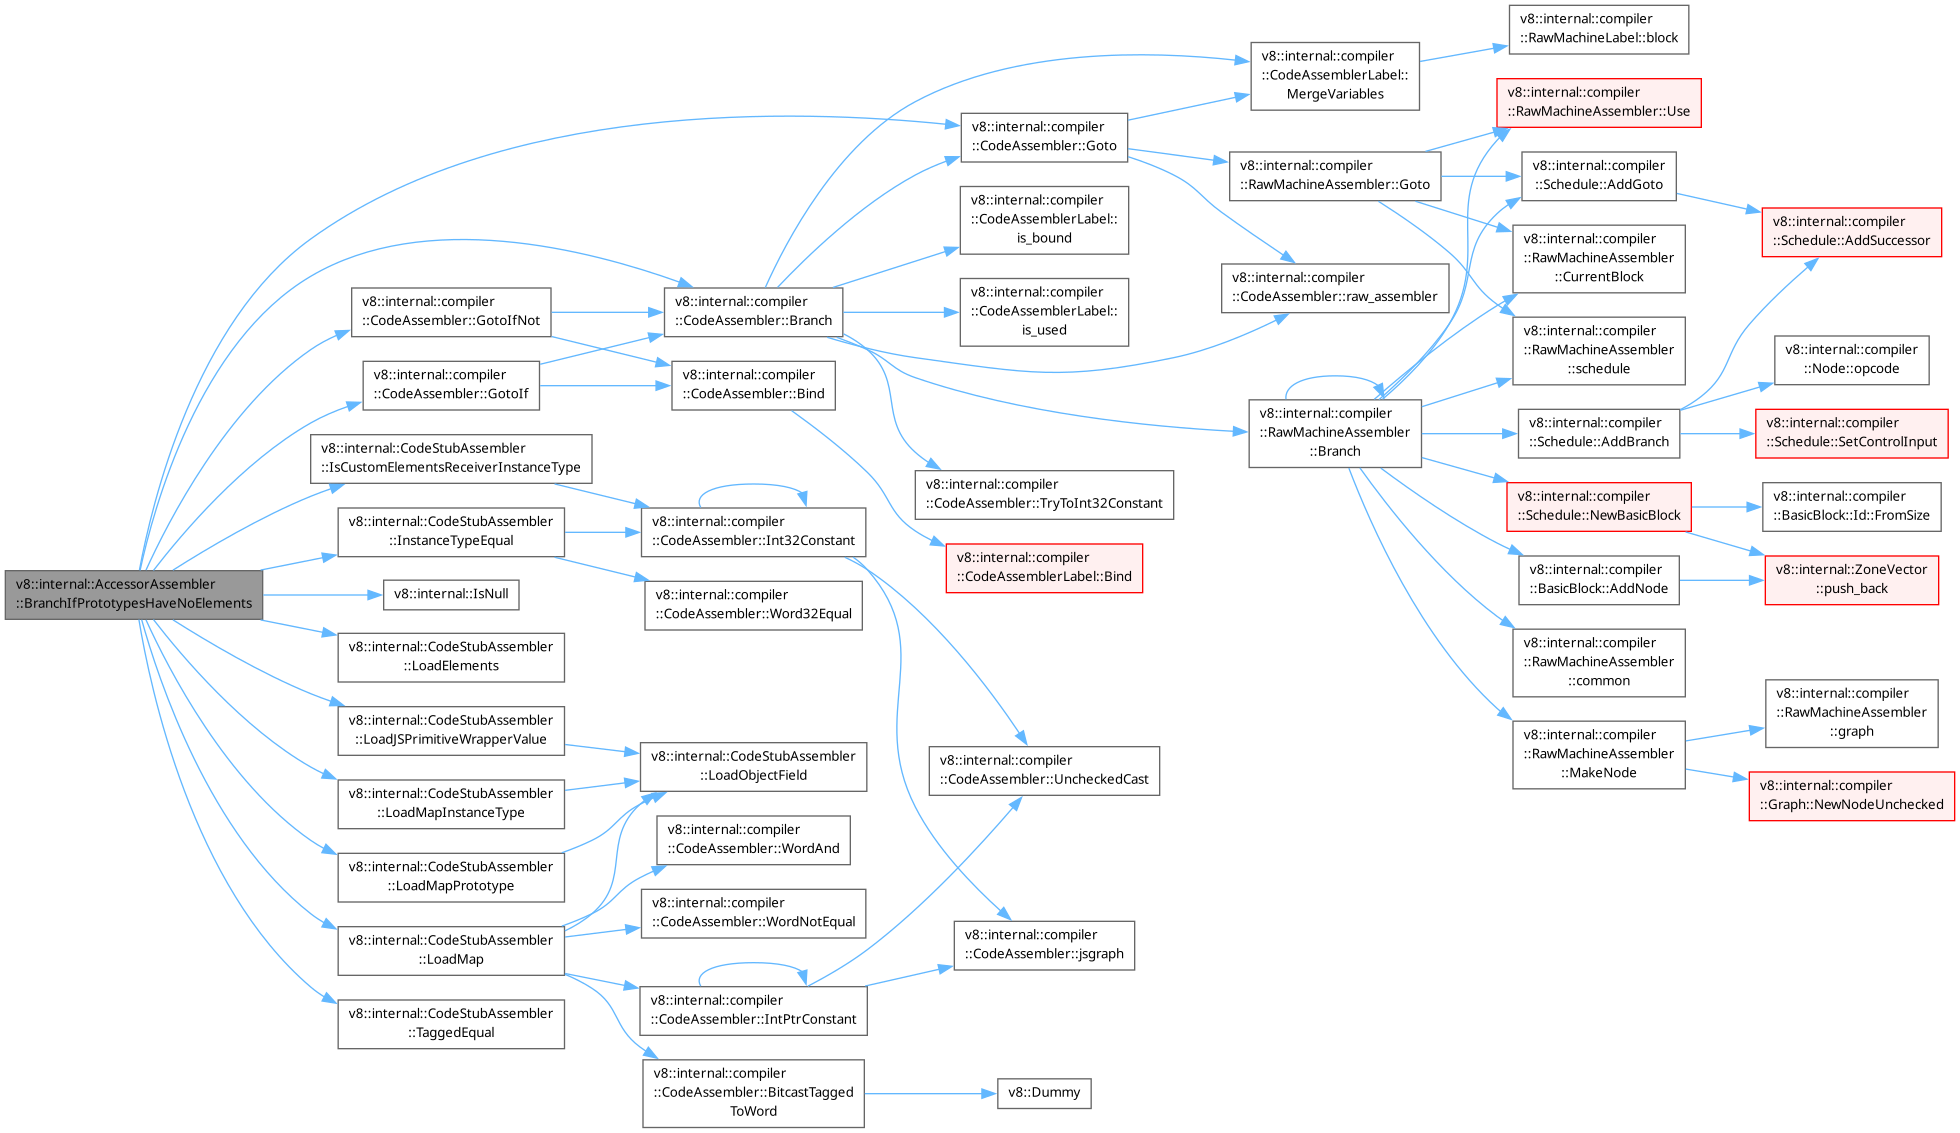 v8::internal::AccessorAssembler
::BranchIfPrototypesHaveNoElements
v8::internal::compiler
::CodeAssembler::GotoIfNot
v8::internal::compiler
::CodeAssembler::GotoIf
v8::internal::CodeStubAssembler
::IsCustomElementsReceiverInstanceType
v8::internal::CodeStubAssembler
::InstanceTypeEqual
v8::internal::IsNull
v8::internal::CodeStubAssembler
::LoadElements
v8::internal::CodeStubAssembler
::LoadJSPrimitiveWrapperValue
v8::internal::CodeStubAssembler
::LoadMapInstanceType
v8::internal::CodeStubAssembler
::LoadMapPrototype
v8::internal::CodeStubAssembler
::LoadMap
v8::internal::CodeStubAssembler
::TaggedEqual
v8::internal::compiler
::CodeAssembler::Branch
v8::internal::compiler
::CodeAssembler::Bind
v8::internal::compiler
::CodeAssembler::Int32Constant
v8::internal::compiler
::CodeAssembler::Word32Equal
v8::internal::CodeStubAssembler
::LoadObjectField
v8::internal::compiler
::CodeAssembler::WordAnd
v8::internal::compiler
::CodeAssembler::WordNotEqual
v8::internal::compiler
::CodeAssembler::IntPtrConstant
v8::internal::compiler
::CodeAssembler::BitcastTagged
ToWord
v8::internal::compiler
::CodeAssembler::Goto
v8::internal::compiler
::CodeAssemblerLabel::
is_bound
v8::internal::compiler
::CodeAssemblerLabel::
is_used
v8::internal::compiler
::CodeAssembler::TryToInt32Constant
v8::internal::compiler
::CodeAssemblerLabel::Bind
v8::internal::compiler
::CodeAssembler::UncheckedCast
v8::internal::compiler
::CodeAssembler::jsgraph
v8::Dummy
v8::internal::compiler
::CodeAssemblerLabel::
MergeVariables
v8::internal::compiler
::RawMachineAssembler::Goto
v8::internal::compiler
::CodeAssembler::raw_assembler
v8::internal::compiler
::RawMachineAssembler
::Branch
v8::internal::compiler
::RawMachineLabel::block
v8::internal::compiler
::RawMachineAssembler::Use
v8::internal::compiler
::Schedule::AddGoto
v8::internal::compiler
::RawMachineAssembler
::CurrentBlock
v8::internal::compiler
::RawMachineAssembler
::schedule
v8::internal::compiler
::Schedule::AddBranch
v8::internal::compiler
::Schedule::NewBasicBlock
v8::internal::compiler
::BasicBlock::AddNode
v8::internal::compiler
::RawMachineAssembler
::common
v8::internal::compiler
::RawMachineAssembler
::MakeNode
v8::internal::compiler
::Schedule::AddSuccessor
v8::internal::compiler
::Node::opcode
v8::internal::compiler
::Schedule::SetControlInput
v8::internal::compiler
::BasicBlock::Id::FromSize
v8::internal::ZoneVector
::push_back
v8::internal::compiler
::RawMachineAssembler
::graph
v8::internal::compiler
::Graph::NewNodeUnchecked